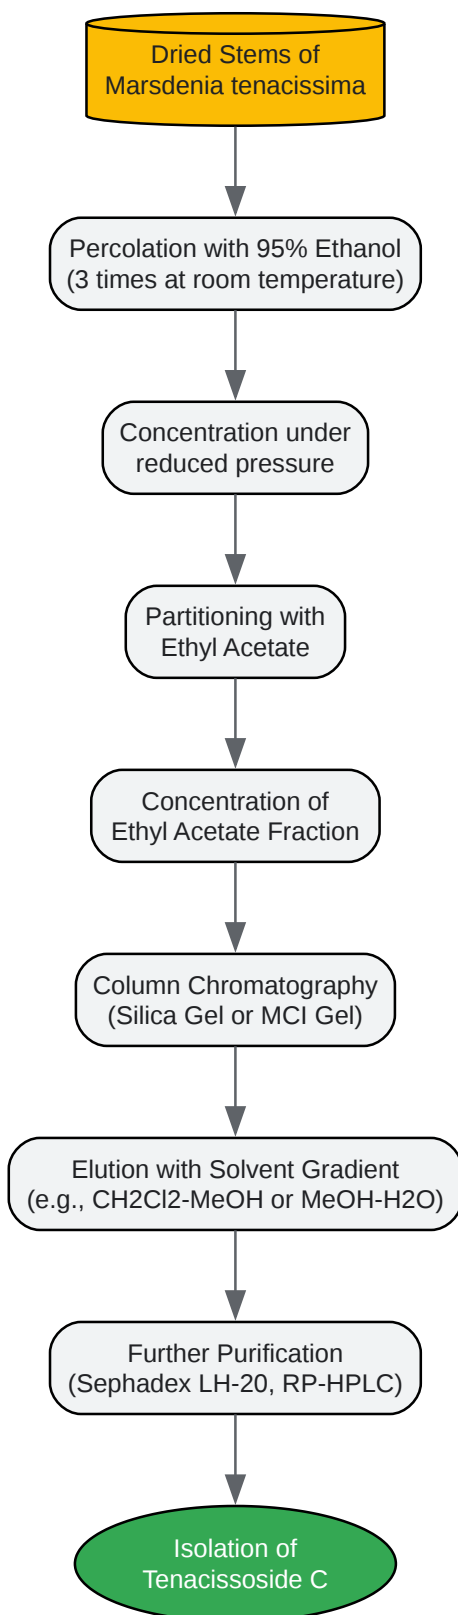 Dried Stems of
Marsdenia tenacissima
Percolation with 95% Ethanol
(3 times at room temperature)
Concentration under
reduced pressure
Partitioning with
Ethyl Acetate
Concentration of
Ethyl Acetate Fraction
Column Chromatography
(Silica Gel or MCI Gel)
Elution with Solvent Gradient
(e.g., CH2Cl2-MeOH or MeOH-H2O)
Further Purification
(Sephadex LH-20, RP-HPLC)
Isolation of
Tenacissoside C